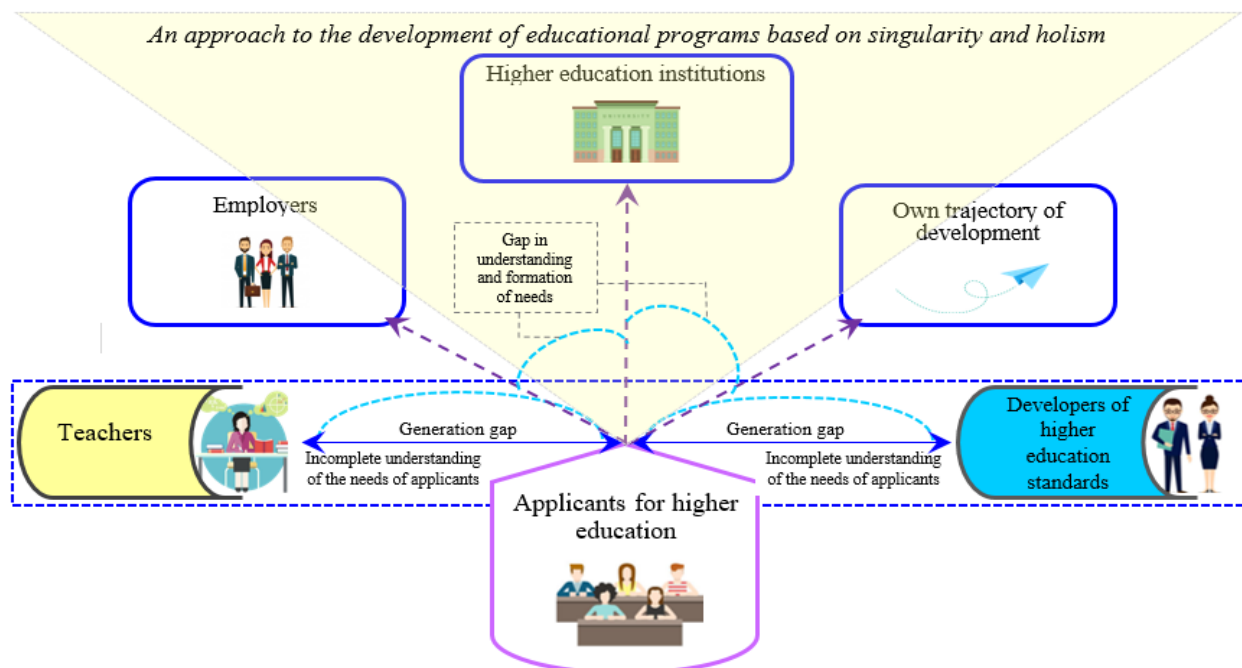 An approach to the development of educational programs based on singularity and holism
Higher education institutions
UNIVERSITY
Employers
Own trajectory of
development
Gap in
understanding
and formation
of needs
Teachers
Generation gap
Incomplete understanding
of the needs of applicants
Generation gap
Incomplete understanding
of the needs of applicants
Developers of
higher
education
standards
Applicants for higher
education